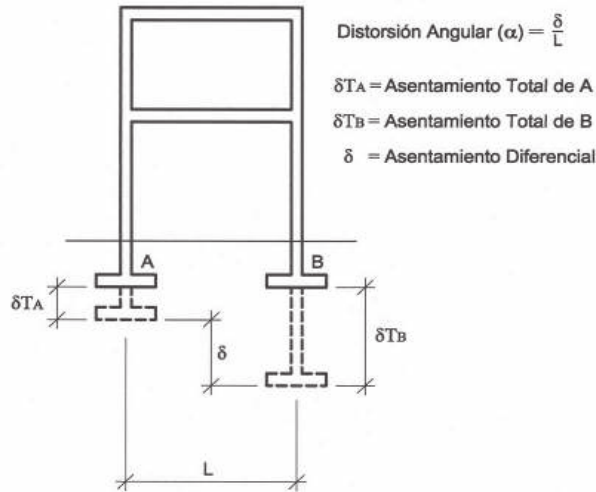 Distorsión Angular (α) = δ/L
δTA = Asentamiento Total de A
δTB = Asentamiento Total de B
δ = Asentamiento Diferencial
A
B
δTA
δ
δTB
L